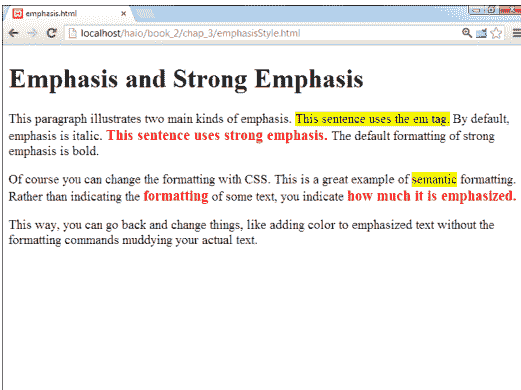 emphasis.html
localhost/haio/book_2/chap_3/emphasisStyle.html
Emphasis and Strong Emphasis
This paragraph illustrates two main kinds of emphasis. This sentence uses the em tag. By default,
emphasis is italic. This sentence uses strong emphasis. The default formatting of strong
emphasis is bold.
Of course you can change the formatting with CSS. This is a great example of semantic formatting.
Rather than indicating the formatting of some text, you indicate how much it is emphasized.
This way, you can go back and change things, like adding color to emphasized text without the
formatting commands muddying your actual text.